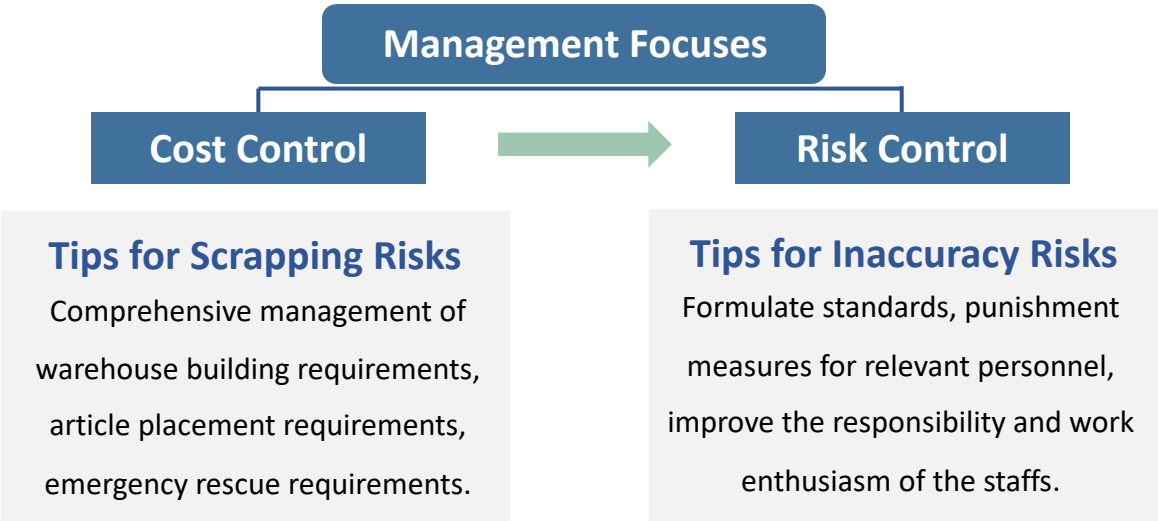 Management Focuses
Cost Control
Risk Control
Tips for Scrapping Risks
Comprehensive management of
warehouse building requirements,
article placement requirements,
emergency rescue requirements.
Tips for Inaccuracy Risks
Formulate standards, punishment
measures for relevant personnel,
improve the responsibility and work
enthusiasm of the staffs.